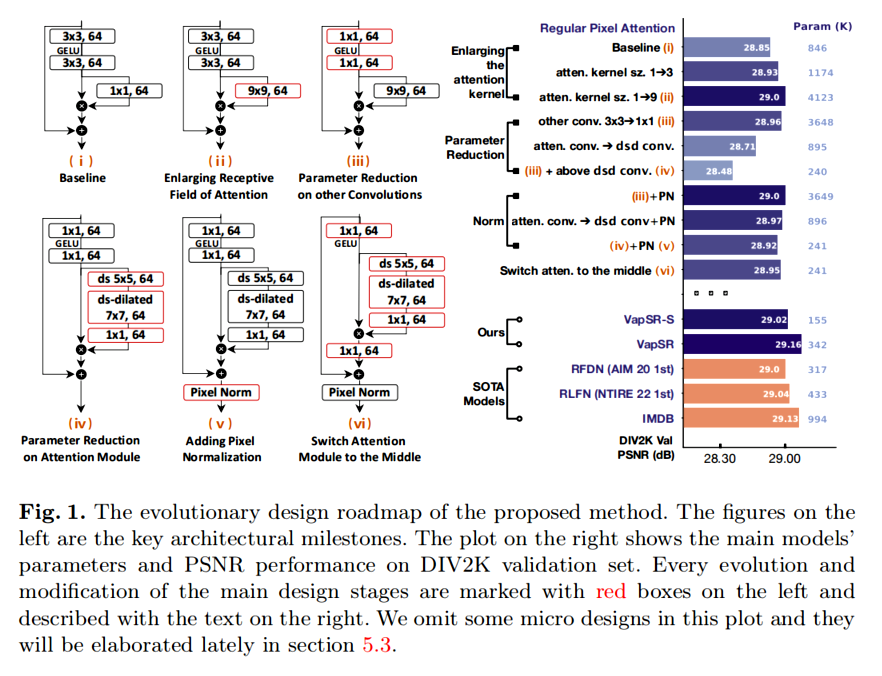 3x3, 64
GELU
3x3, 64
1x1, 64
( i )
Baseline
3x3, 64
GELU
3x3, 64
9x9, 64
( ii )
Enlarging Receptive
Field of Attention
1x1, 64
GELU
1x1, 64
9x9, 64
(iii)
Parameter Reduction
on other Convolutions
1x1, 64
GELU
1x1, 64
ds 5x5, 64
ds-dilated
7x7, 64
1x1, 64
(iv)
Parameter Reduction
on Attention Module
1x1, 64
GELU
1x1, 64
ds 5x5, 64
ds-dilated
7x7, 64
1x1, 64
Pixel Norm
( v )
Adding Pixel
Normalization
1x1, 64
GELU
ds 5x5, 64
ds-dilated
7x7, 64
1x1, 64
1x1, 64
Pixel Norm
(vi)
Switch Attention
Module to the Middle
Regular Pixel Attention Param (K)
Enlarging
the
attention
kernel
Baseline (i) 28.85 846
atten. kernel sz. 1→3 28.93 1174
atten. kernel sz. 1→9 (ii) 29.0 4123
Parameter
Reduction
other conv. 3x3→1x1 (iii) 28.96 3648
atten. conv. → dsd conv. 28.71 895
(iii) + above dsd conv. (iv) 28.48 240
Norm
(iii)+PN 29.0 3649
atten. conv. → dsd conv+PN 28.97 896
(iv)+PN (v) 28.92 241
Switch atten. to the middle (vi) 28.95 241
Ours
VapSR-S 29.02 155
VapSR 29.16 342
SOTA
Models
RFDN (AIM 20 1st) 29.0 317
RLFN (NTIRE 22 1st) 29.04 433
IMDB 29.13 994
DIV2K Val
PSNR (dB)
28.30 29.00
Fig. 1. The evolutionary design roadmap of the proposed method. The figures on the
left are the key architectural milestones. The plot on the right shows the main models'
parameters and PSNR performance on DIV2K validation set. Every evolution and
modification of the main design stages are marked with red boxes on the left and
described with the text on the right. We omit some micro designs in this plot and they
will be elaborated lately in section 5.3.